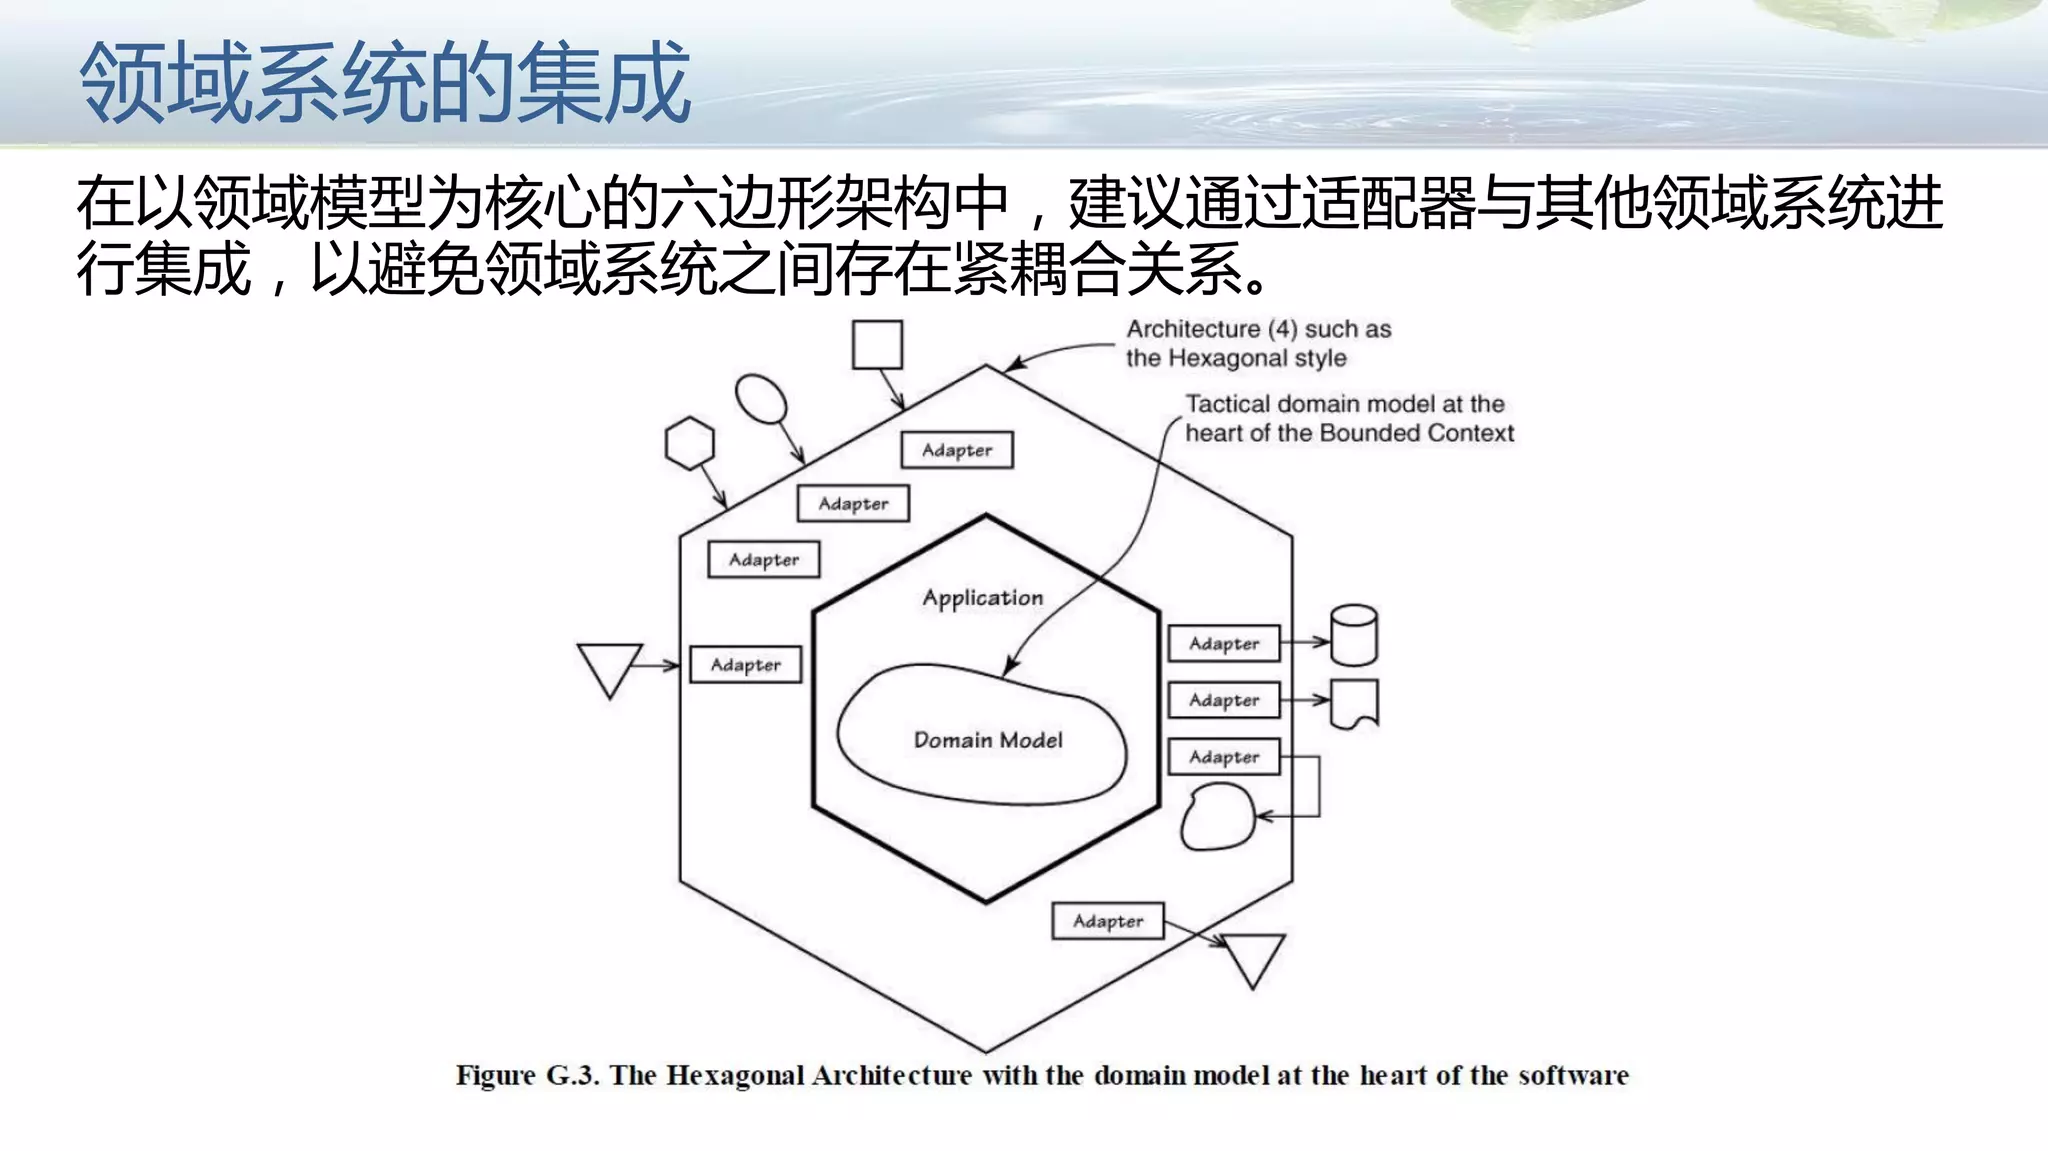 领域系统的集成
在以领域模型为核心的六边形架构中，建议通过适配器与其他领域系统进
行集成，以避免领域系统之间存在紧耦合关系。
Architecture (4) such as
the Hexagonal style
Tactical domain model at the
heart of the Bounded Context
Adapter
Adapter
Adapter
Application
Adapter
Adapter
Adapter
Domain Model
Adapter
Adapter
Figure G.3. The Hexagonal Architecture with the domain model at the heart of the software